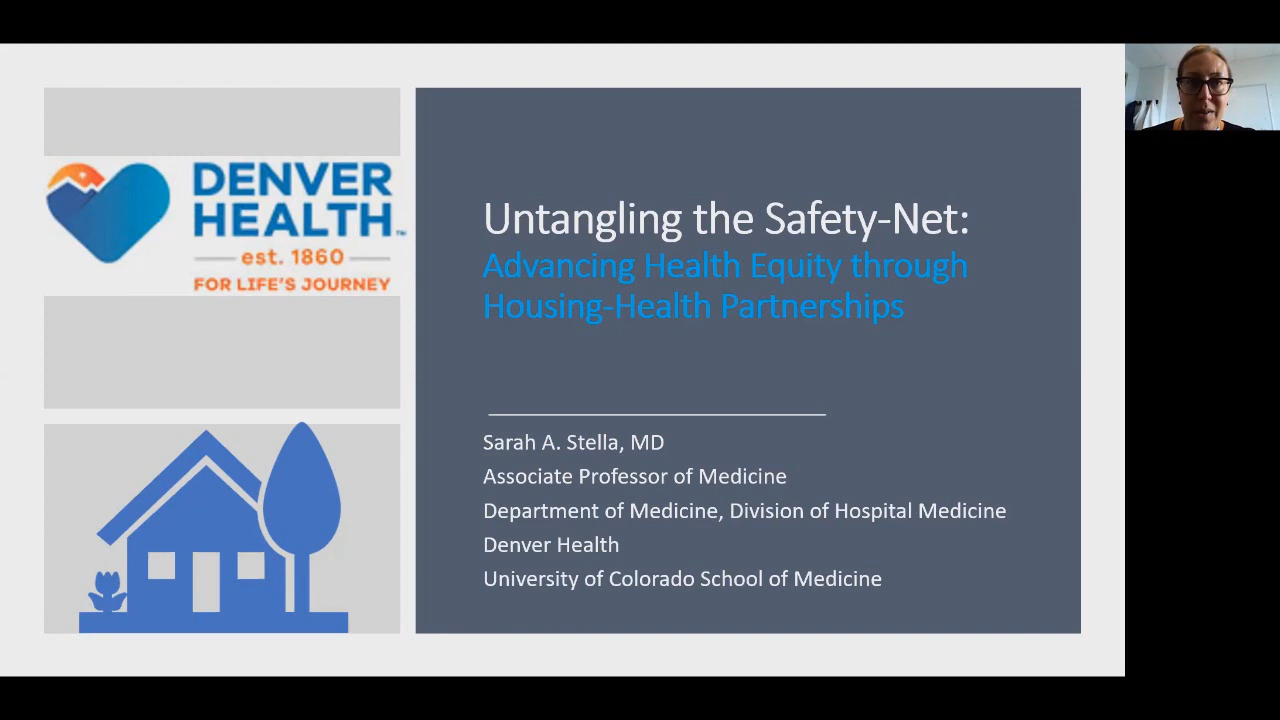 DENVER
HEALTH™
est. 1860
FOR LIFE'S JOURNEY
Untangling the Safety-Net:
Advancing Health Equity through
Housing-Health Partnerships
Sarah A. Stella, MD
Associate Professor of Medicine
Department of Medicine, Division of Hospital Medicine
Denver Health
University of Colorado School of Medicine